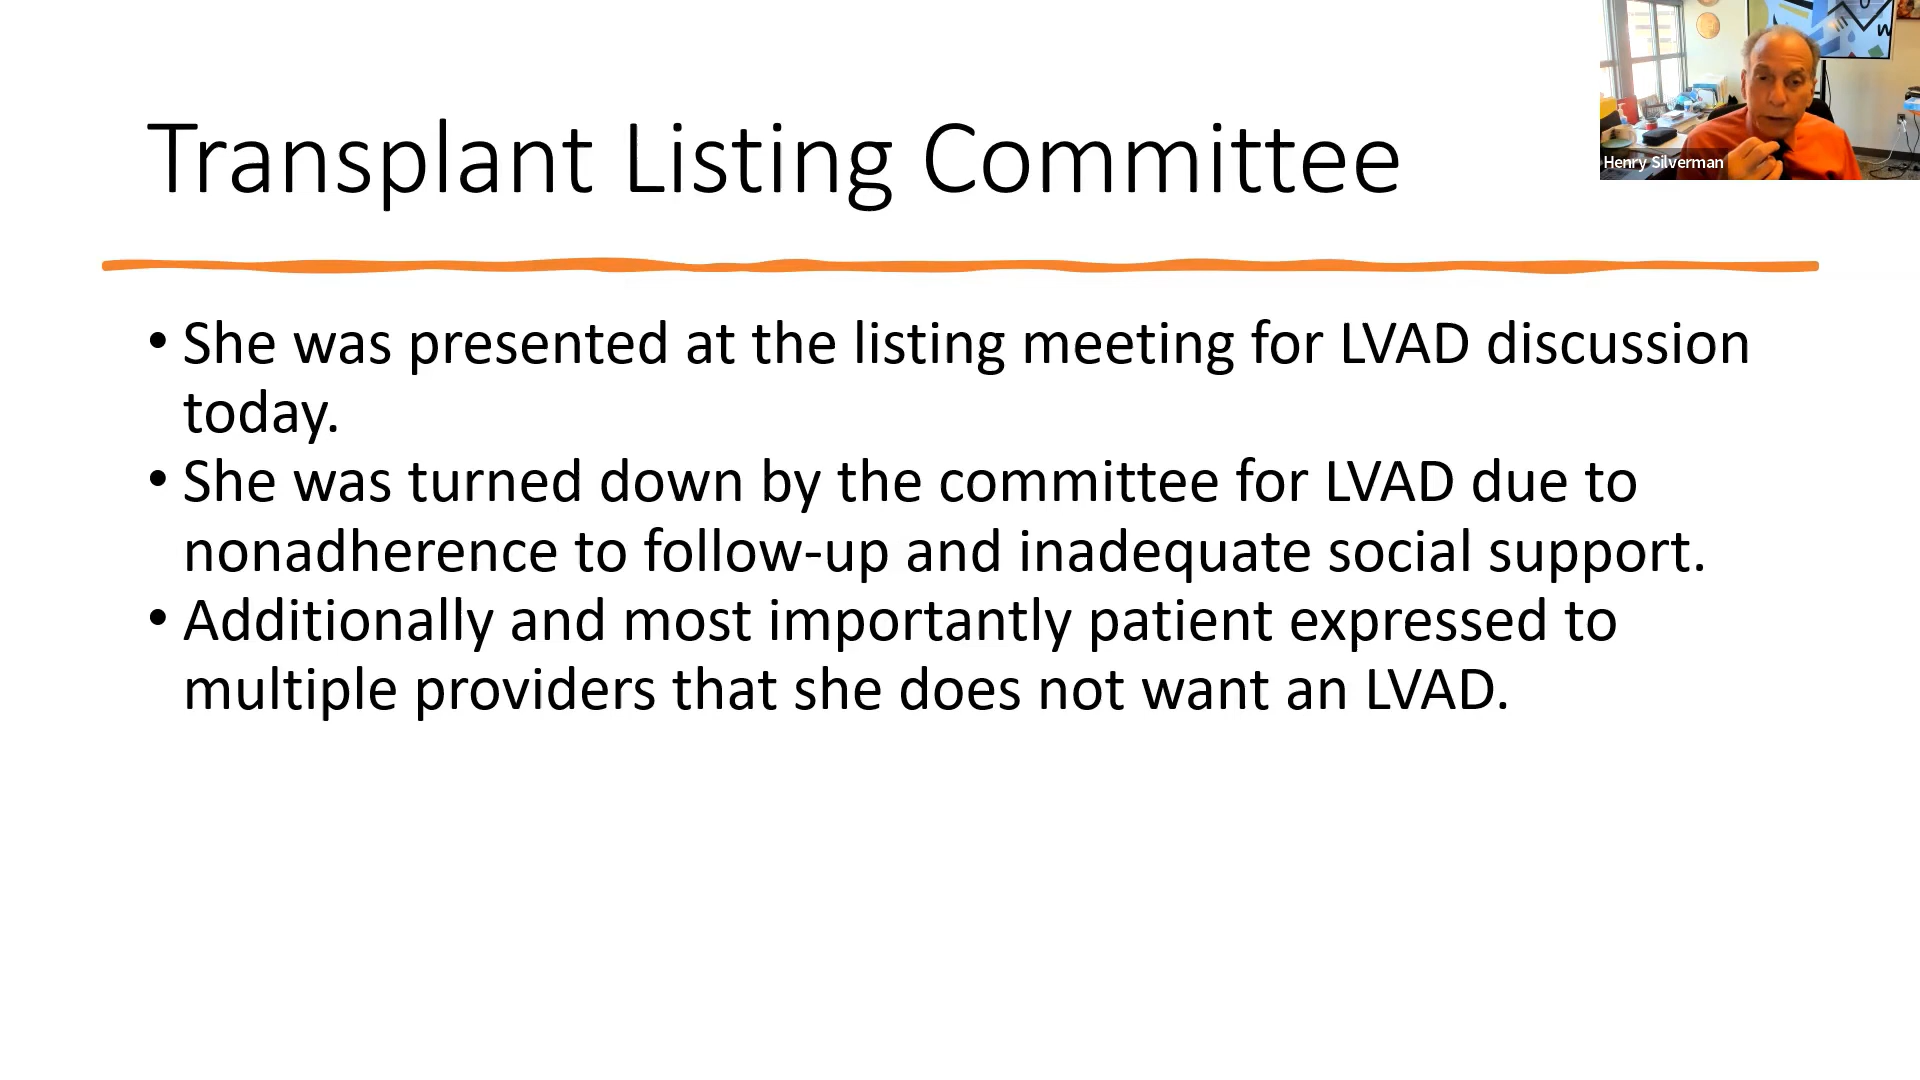 Transplant Listing Committee
Henry Silverman
• She was presented at the listing meeting for LVAD discussion
today.
• She was turned down by the committee for LVAD due to
nonadherence to follow-up and inadequate social support.
• Additionally and most importantly patient expressed to
multiple providers that she does not want an LVAD.